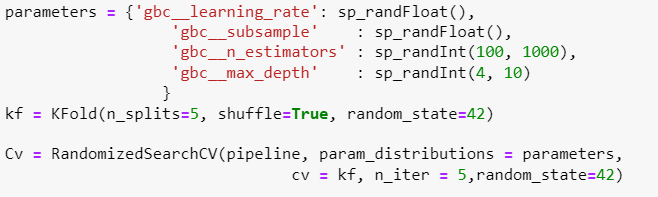 parameters = {'gbc__learning_rate': sp_randFloat(),
'gbc__subsample' : sp_randFloat(),
'gbc__n_estimators' : sp_randInt(100, 1000),
'gbc__max_depth' : sp_randInt(4, 10)
}
kf = KFold(n_splits=5, shuffle=True, random_state=42)
Cv = RandomizedSearchCV(pipeline, param_distributions = parameters,
cv = kf, n_iter = 5,random_state=42)